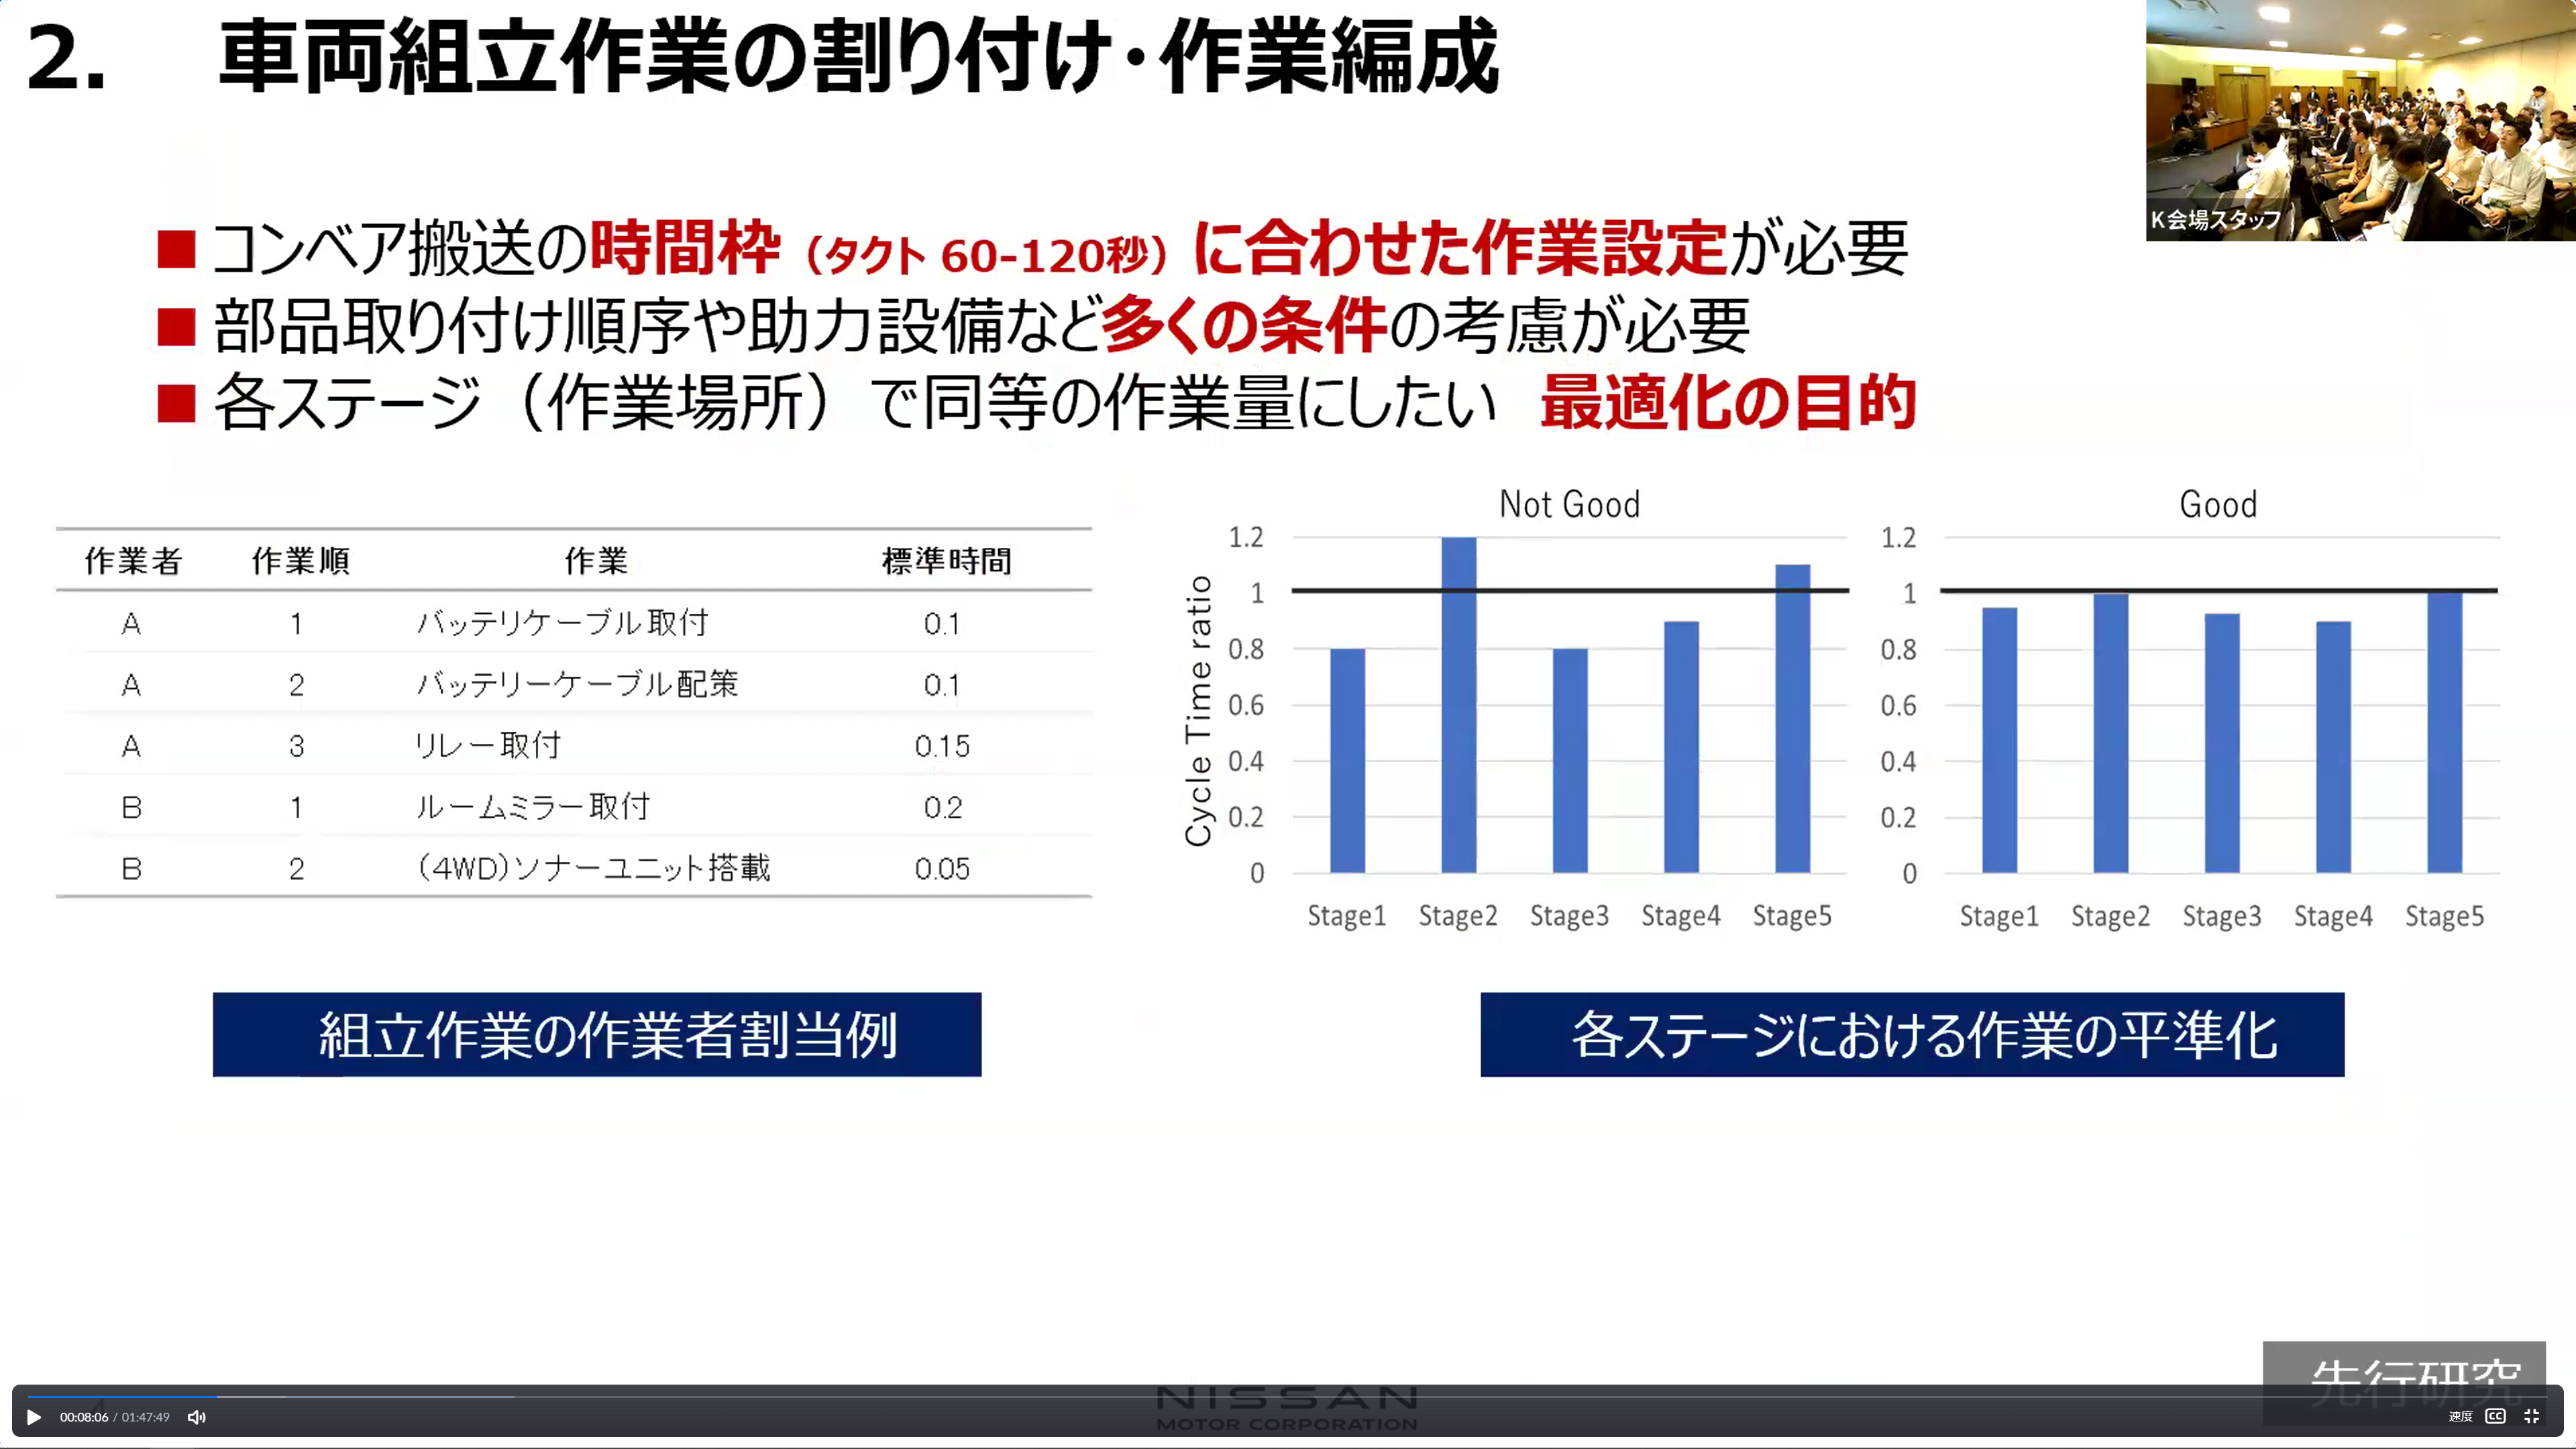 2. 車両組立作業の割り付け・作業編成
K会場スタッフ
■ コンベア搬送の時間枠（タクト 60-120秒）に合わせた作業設定が必要
■ 部品取り付け順序や助力設備など多くの条件の考慮が必要
■ 各ステージ（作業場所）で同等の作業量にしたい 最適化の目的
作業者 作業順 作業 標準時間
A 1 バッテリケーブル取付 0.1
A 2 バッテリーケーブル配策 0.1
A 3 リレー取付 0.15
B 1 ルームミラー取付 0.2
B 2 (4WD)ソナーユニット搭載 0.05
組立作業の作業者割当例
Not Good
Cycle Time ratio
1.2
1
0.8
0.6
0.4
0.2
0
Stage1 Stage2 Stage3 Stage4 Stage5
Good
1.2
1
0.8
0.6
0.4
0.2
0
Stage1 Stage2 Stage3 Stage4 Stage5
各ステージにおける作業の平準化
先行研究
NISSAN
MOTOR CORPORATION
00:08:06 / 01:47:49
速度 CC